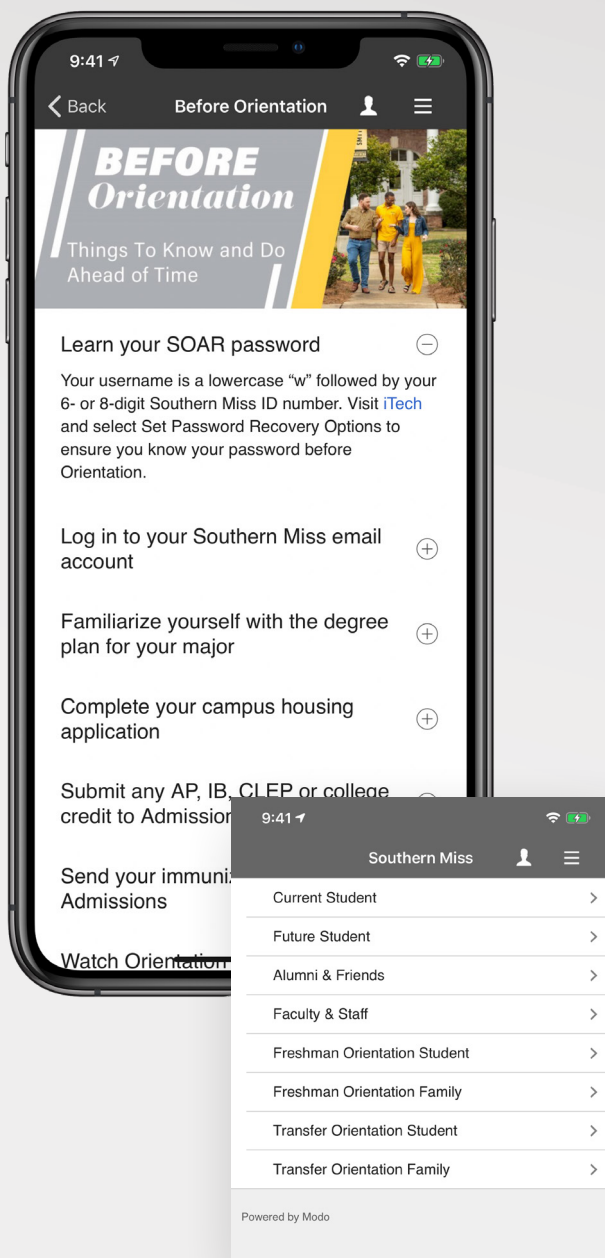 9:41
Back
Before Orientation
BEFORE
Orientation
Things To Know and Do
Ahead of Time
Learn your SOAR password
Your username is a lowercase “w” followed by your
6- or 8-digit Southern Miss ID number. Visit iTech
and select Set Password Recovery Options to
ensure you know your password before
Orientation.
Log in to your Southern Miss email
account
Familiarize yourself with the degree
plan for your major
Complete your campus housing
application
Submit any AP, IB, CLEP or college
credit to
Send your
Admissions
Watch Orientation
9:41
Southern Miss
Current Student
Future Student
Alumni & Friends
Faculty & Staff
Freshman Orientation Student
Freshman Orientation Family
Transfer Orientation Student
Transfer Orientation Family
Powered by Modo